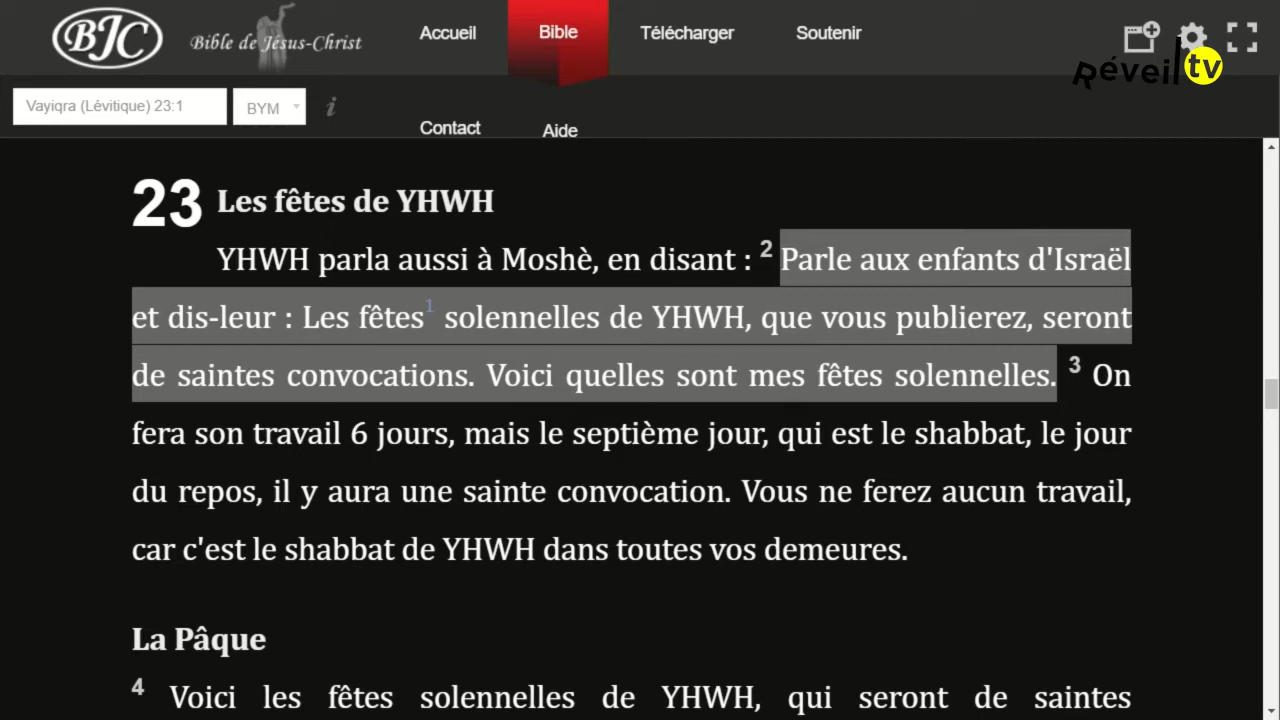 BJC Bible de Jésus-Christ Accueil Bible Télécharger Soutenir
Réveil tv
Vayiqra (Lévitique) 23:1 BYM i
Contact Aide
23 Les fêtes de YHWH
YHWH parla aussi à Moshè, en disant : 2 Parle aux enfants d'Israël
et dis-leur : Les fêtes1 solennelles de YHWH, que vous publierez, seront
de saintes convocations. Voici quelles sont mes fêtes solennelles. 3 On
fera son travail 6 jours, mais le septième jour, qui est le shabbat, le jour
du repos, il y aura une sainte convocation. Vous ne ferez aucun travail,
car c'est le shabbat de YHWH dans toutes vos demeures.
La Pâque
4 Voici les fêtes solennelles de YHWH, qui seront de saintes